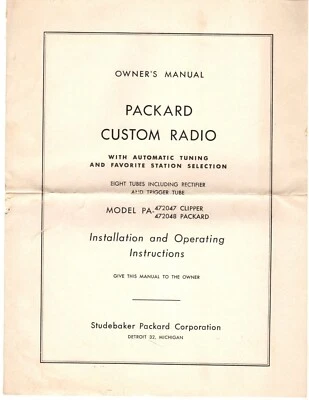 OWNER'S MANUAL
PACKARD
CUSTOM RADIO
WITH AUTOMATIC TUNING
AND FAVORITE STATION SELECTION
EIGHT TUBES INCLUDING RECTIFIER
AND TRIGGER TUBE
MODEL PA-472047 CLIPPER
472048 PACKARD
Installation and Operating
Instructions
GIVE THIS MANUAL TO THE OWNER
Studebaker Packard Corporation
DETROIT 32, MICHIGAN